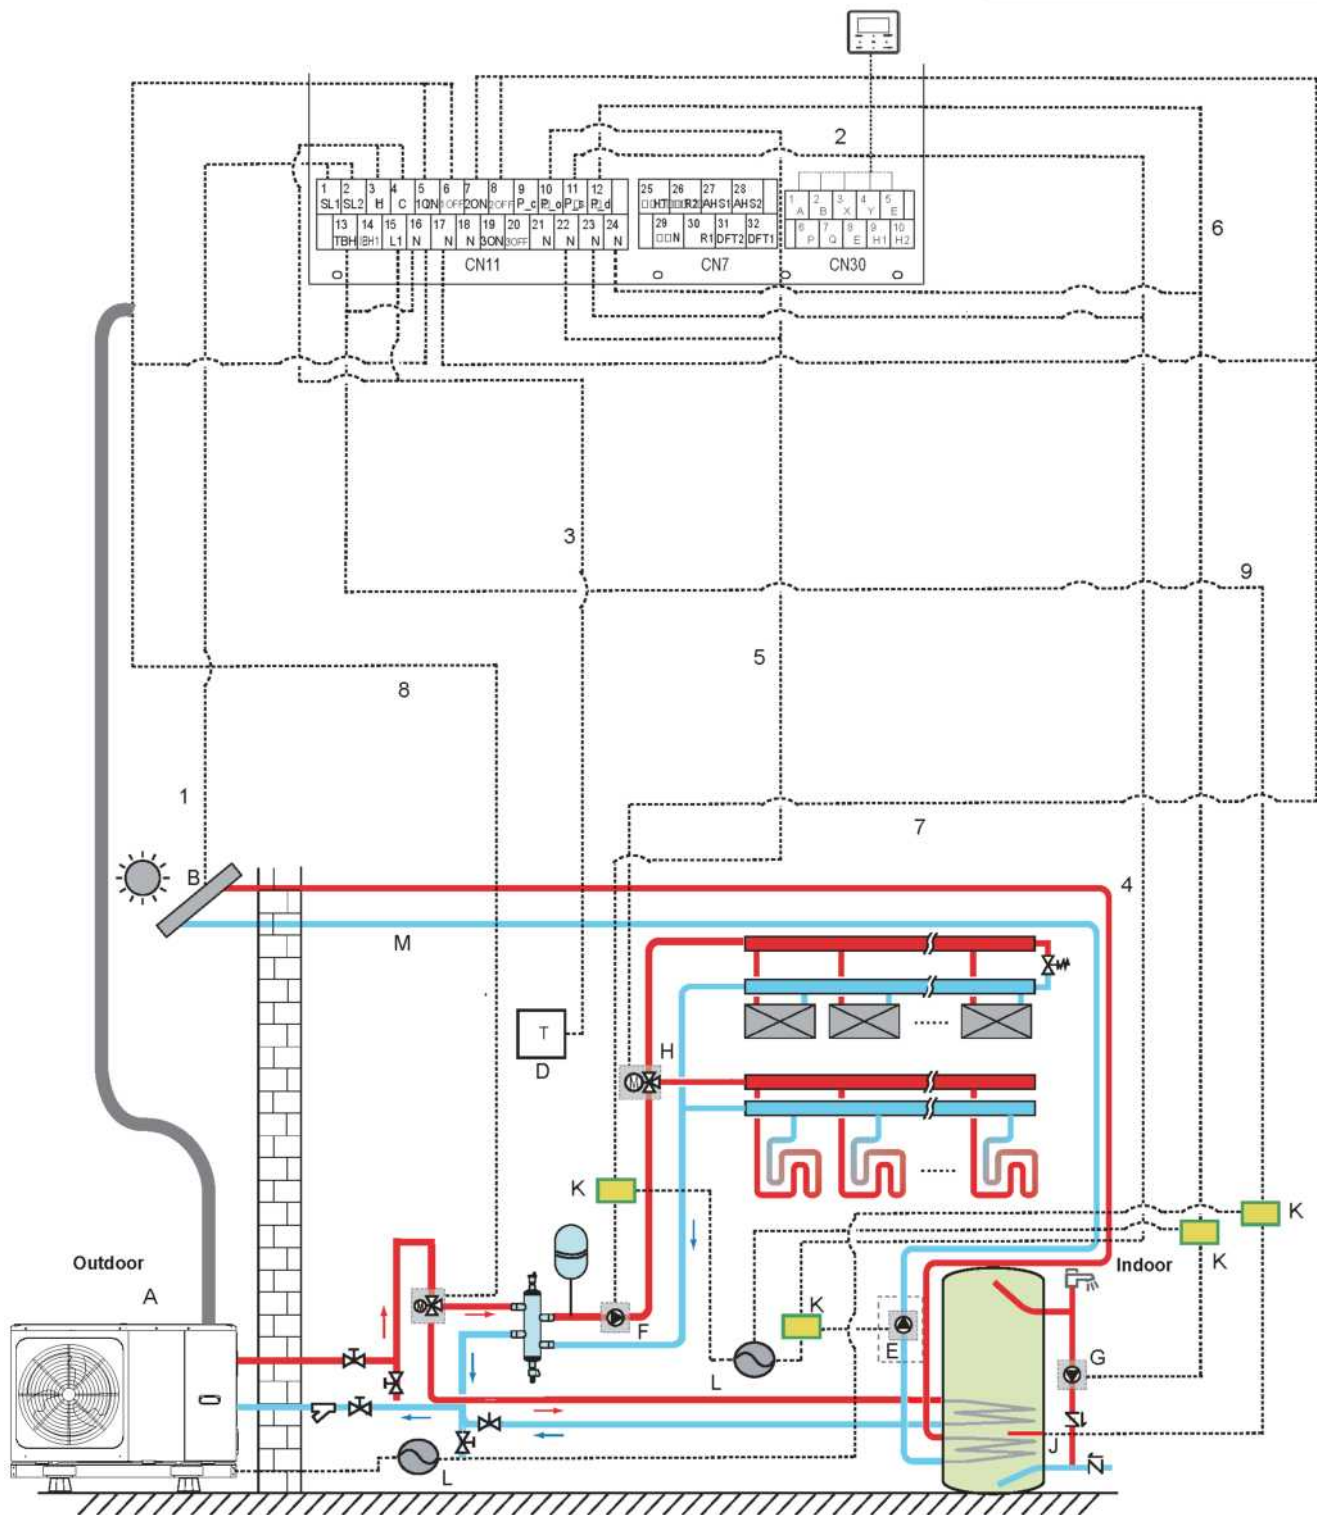 2
1 2 3 4 5 6 7 8 9 10 11 12
SL1 SL2 H C 1ON 1OFF 2ON 2OFF P_c P_o P_s P_d
13 14 15 16 17 18 19 20 21 22 23 24
TBH IBH1 L1 N N N 3ON 3OFF N N N N
CN11
25 26 27 28
R2 AHS1 AHS2
29 30 31 32
N R1 DFT2 DFT1
CN7
1 2 3 4 5
A B X Y E
6 7 8 9 10
P Q E H1 H2
CN30
6
3
9
5
8
1
7
B
4
M
T
D
H
M
K
K
K
Outdoor
Indoor
A
M
K
F
E
G
L
J
L